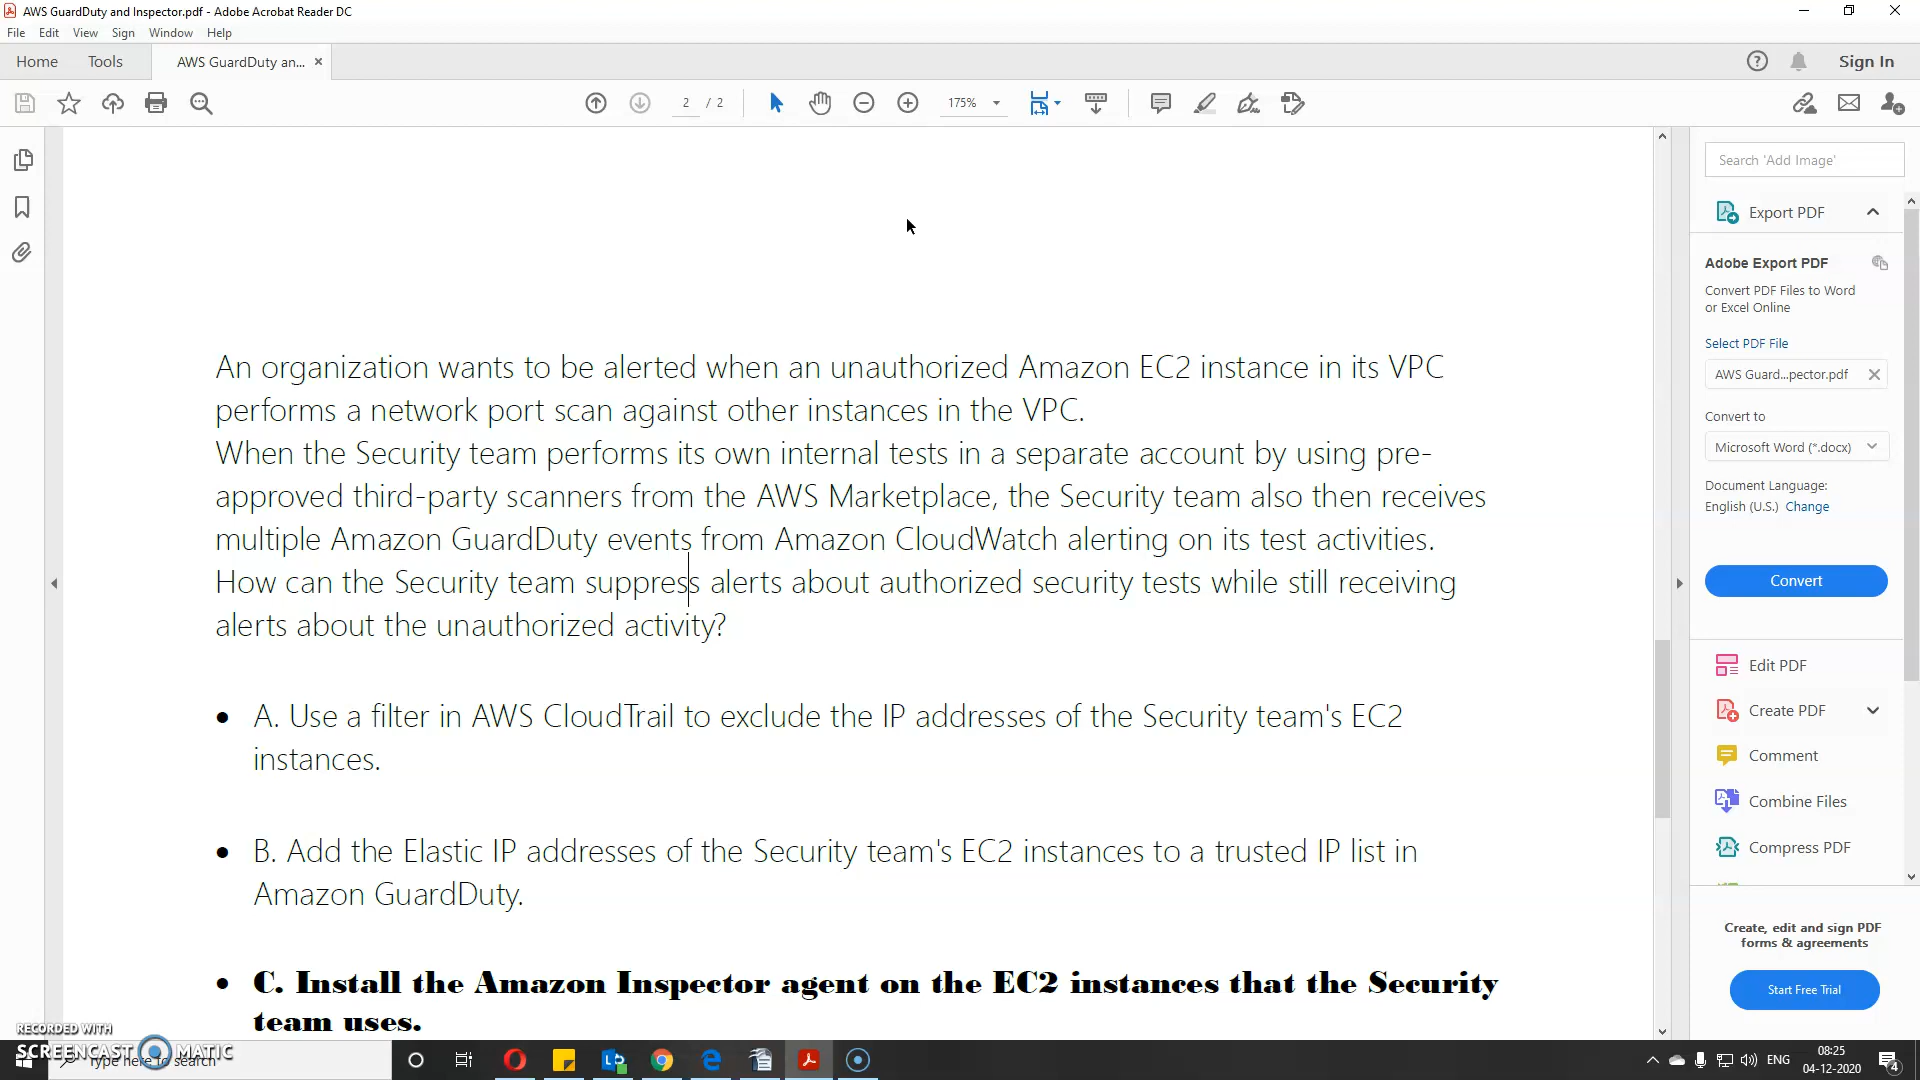 AWS GuardDuty and Inspector.pdf - Adobe Acrobat Reader DC
File Edit View Sign Window Help
Home Tools AWS GuardDuty an... × Sign In
2 / 2 175%
Search 'Add Image'
Export PDF
Adobe Export PDF
Convert PDF Files to Word
or Excel Online
Select PDF File
AWS Guard...pector.pdf
Convert to
Microsoft Word (*.docx)
Document Language:
English (U.S.) Change
Convert
Edit PDF
Create PDF
Comment
Combine Files
Compress PDF
Create, edit and sign PDF
forms & agreements
Start Free Trial
An organization wants to be alerted when an unauthorized Amazon EC2 instance in its VPC
performs a network port scan against other instances in the VPC.
When the Security team performs its own internal tests in a separate account by using pre-
approved third-party scanners from the AWS Marketplace, the Security team also then receives
multiple Amazon GuardDuty events from Amazon CloudWatch alerting on its test activities.
How can the Security team suppress alerts about authorized security tests while still receiving
alerts about the unauthorized activity?
• A. Use a filter in AWS CloudTrail to exclude the IP addresses of the Security team's EC2
instances.
• B. Add the Elastic IP addresses of the Security team's EC2 instances to a trusted IP list in
Amazon GuardDuty.
• C. Install the Amazon Inspector agent on the EC2 instances that the Security
team uses.
RECORDED WITH
SCREENCAST MATIC
Type here to search
ENG
08:25
04-12-2020
4